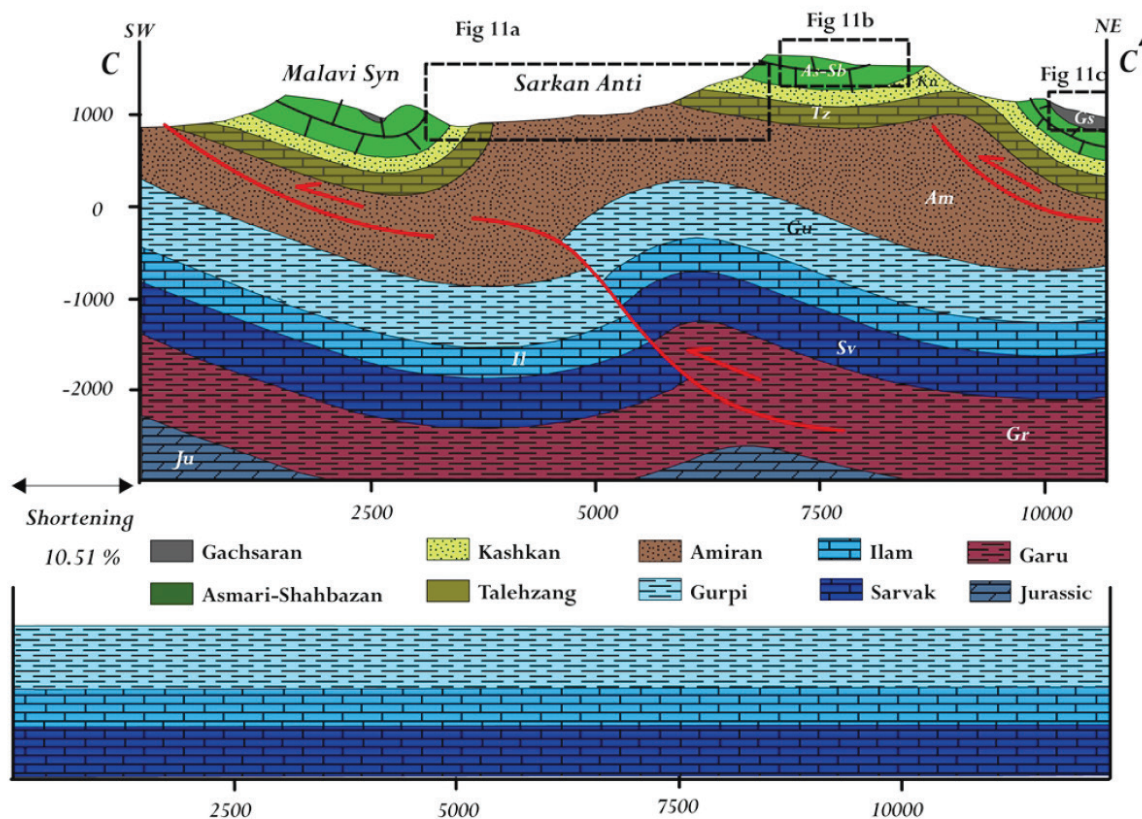 SW
Fig 11a
Fig 11b
NE
C
Malavi Syn
Sarkan Anti
As-Sb
Kn
Fig 11c
C'
1000
Tz
Gs
0
Am
Gu
-1000
Il
Sv
-2000
Ju
Gr
2500 5000 7500 10000
Shortening
10.51 %
Gachsaran Kashkan Amiran Ilam Garu
Asmari-Shahbazan Talehzang Gurpi Sarvak Jurassic
2500 5000 7500 10000